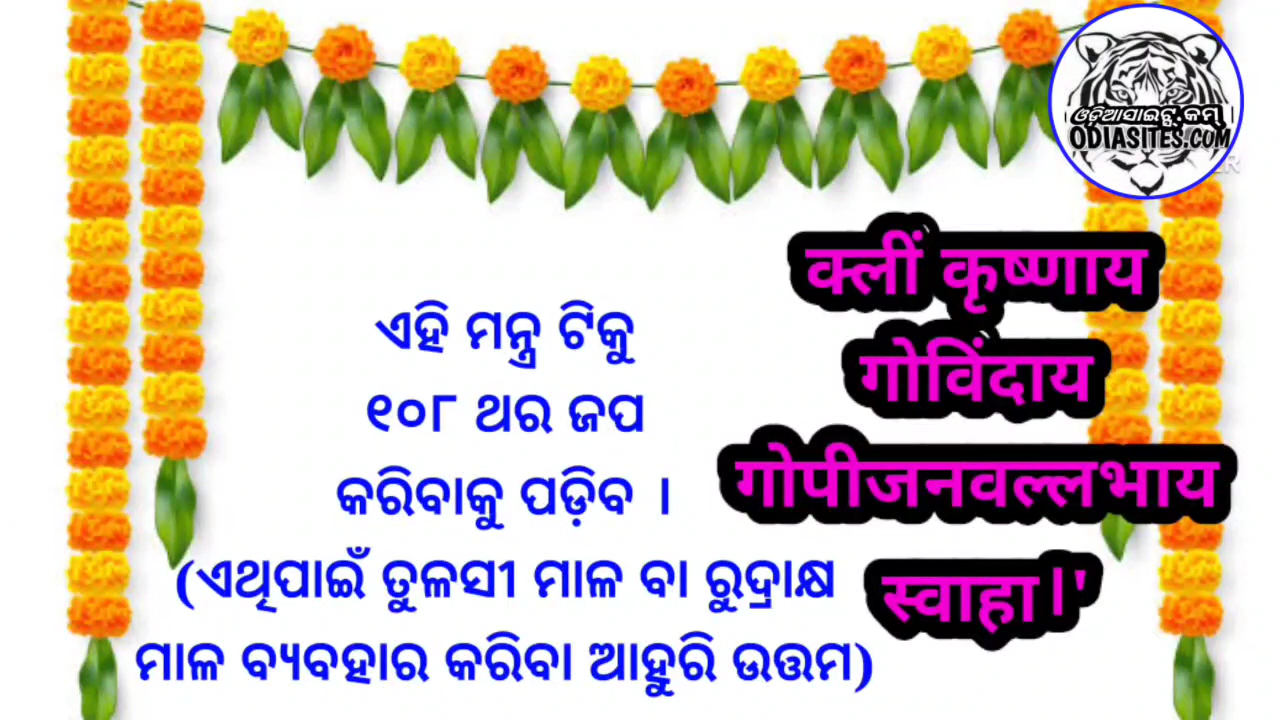 ଓଡ଼ିଆସାଇଟ୍ସ.କମ୍
ODIASITES.COM
क्लीं कृष्णाय
गोविंदाय
गोपीजनवल्लभाय
स्वाहा।'
ଏହି ମନ୍ତ୍ର ଟିକୁ
୧୦୮ ଥର ଜପ
କରିବାକୁ ପଡ଼ିବ ।
(ଏଥିପାଇଁ ତୁଳସୀ ମାଳ ବା ରୁଦ୍ରାକ୍ଷ
ମାଳ ବ୍ୟବହାର କରିବା ଆହୁରି ଉତ୍ତମ)